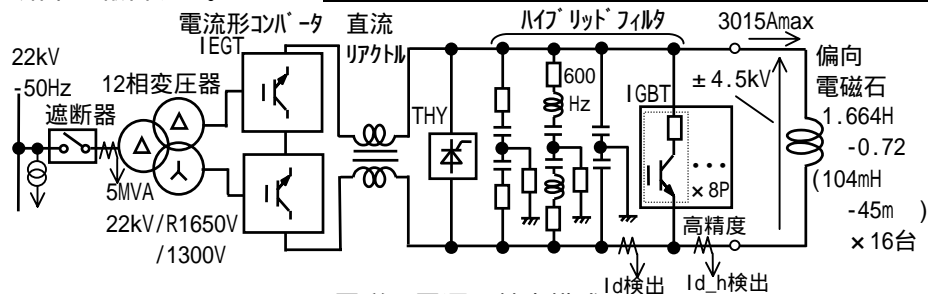 電流形コンバータ
IEGT
直流
リアクトル
ハイブリッドフィルタ
3015Amax
22kV
-50Hz
12相変圧器
遮断器
THY
600
Hz
IGBT
±4.5kV
偏向
電磁石
1.664H
-0.72
(104mH
-45m )
×16台
5MVA
22kV/R1650V
/1300V
×8P
高精度
Id検出
Id_h検出